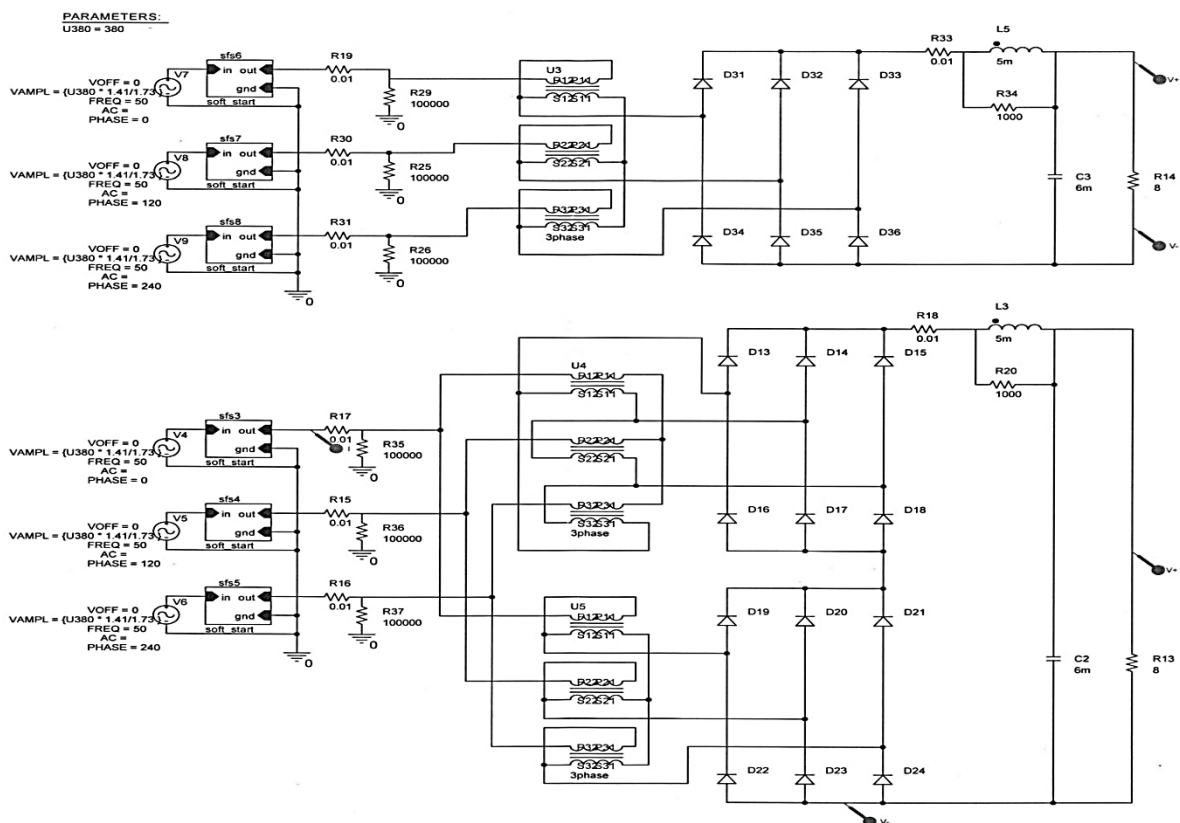 PARAMETERS:
U380 = 380
sfs6
V7
in out
gnd
soft_start
VOFF = 0
VAMPL = {U380 * 1.41/1.73}
FREQ = 50
AC =
PHASE = 0
R19
0.01
R29
100000
0
sfs7
V8
in out
gnd
soft_start
VOFF = 0
VAMPL = {U380 * 1.41/1.73}
FREQ = 50
AC =
PHASE = 120
R30
0.01
R25
100000
0
sfs8
V9
in out
gnd
soft_start
VOFF = 0
VAMPL = {U380 * 1.41/1.73}
FREQ = 50
AC =
PHASE = 240
R31
0.01
R26
100000
0
0
U3
3phase
D31
D32
D33
D34
D35
D36
R33
0.01
L5
5m
R34
1000
C3
6m
R14
8
V+
V-
sfs3
V4
in out
gnd
soft_start
VOFF = 0
VAMPL = {U380 * 1.41/1.73}
FREQ = 50
AC =
PHASE = 0
R17
0.01
I
R35
100000
0
sfs4
V5
in out
gnd
soft_start
VOFF = 0
VAMPL = {U380 * 1.41/1.73}
FREQ = 50
AC =
PHASE = 120
R15
0.01
R36
100000
0
sfs5
V6
in out
gnd
soft_start
VOFF = 0
VAMPL = {U380 * 1.41/1.73}
FREQ = 50
AC =
PHASE = 240
R16
0.01
R37
100000
0
0
U4
3phase
U5
3phase
D13
D14
D15
D16
D17
D18
D19
D20
D21
D22
D23
D24
R18
0.01
L3
5m
R20
1000
C2
6m
R13
8
V+
V-